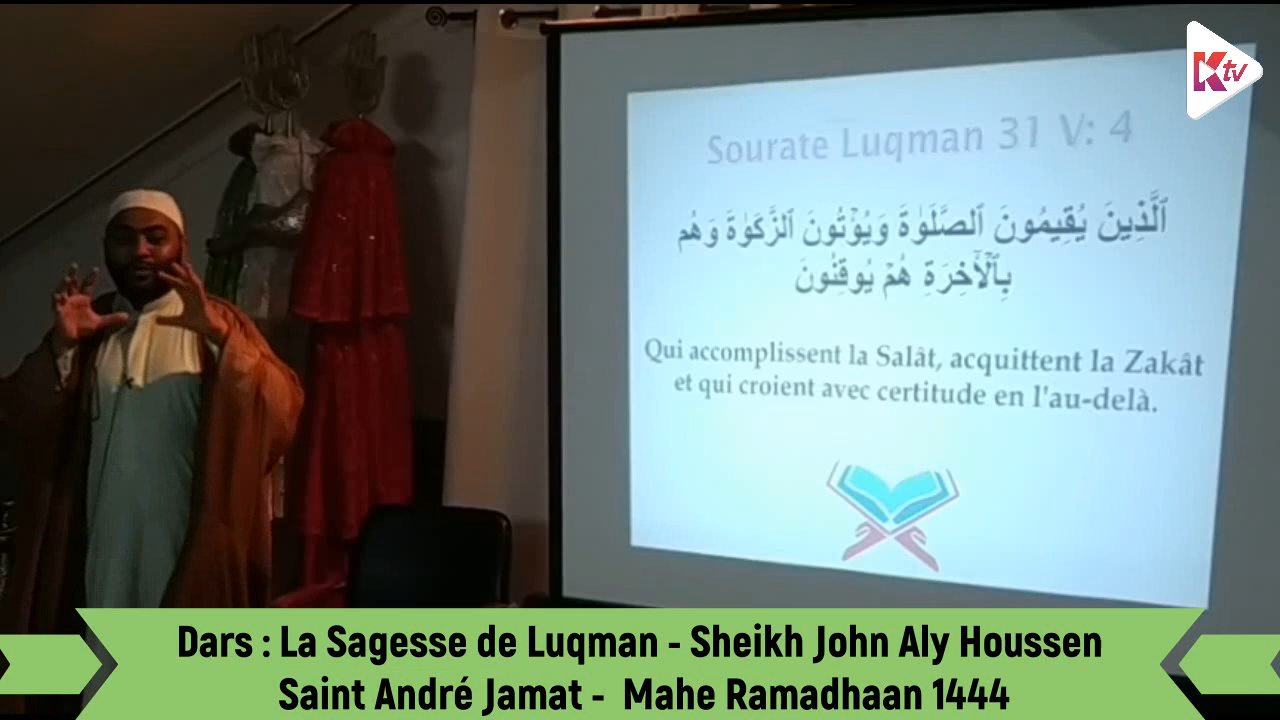 Ktv
Sourate Luqman 31 V: 4
ٱلَّذِينَ يُقِيمُونَ ٱلصَّلَوٰةَ وَيُؤْتُونَ ٱلزَّكَوٰةَ وَهُم
بِٱلْـَٔاخِرَةِ هُمْ يُوقِنُونَ
Qui accomplissent la Salât, acquittent la Zakât
et qui croient avec certitude en l'au-delà.
Dars : La Sagesse de Luqman - Sheikh John Aly Houssen
Saint André Jamat - Mahe Ramadhaan 1444